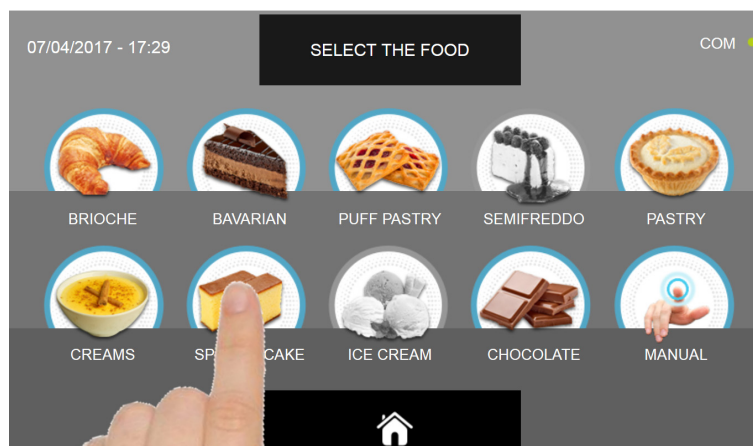 07/04/2017 - 17:29
SELECT THE FOOD
COM
BRIOCHE
BAVARIAN
PUFF PASTRY
SEMIFREDDO
PASTRY
CREAMS
CAKE
ICE CREAM
CHOCOLATE
MANUAL